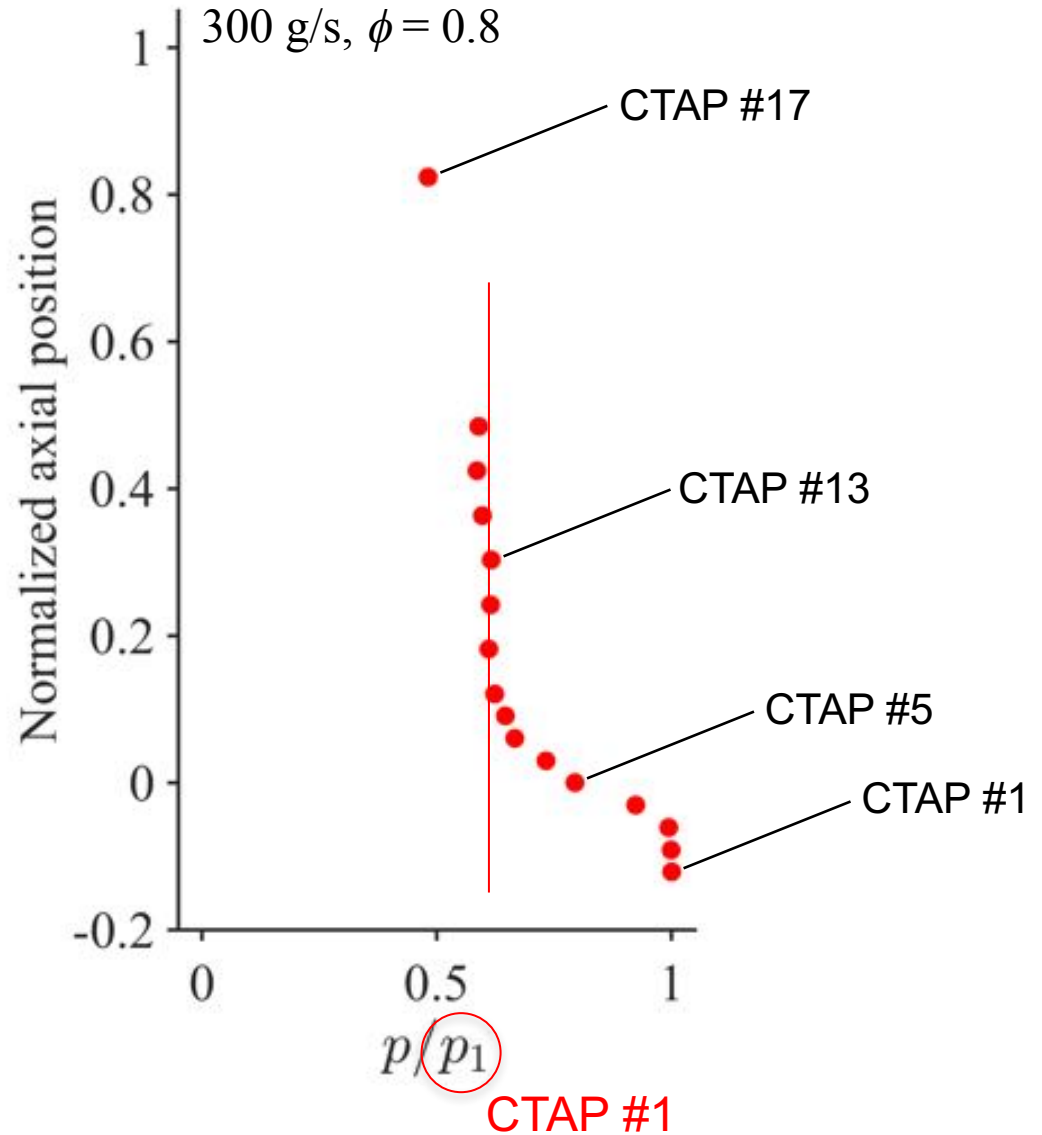 300 g/s, ϕ = 0.8
1
CTAP #17
0.8
Normalized axial position
0.6
0.4
CTAP #13
0.2
CTAP #5
0
CTAP #1
-0.2
0 0.5 1
p/p₁
CTAP #1